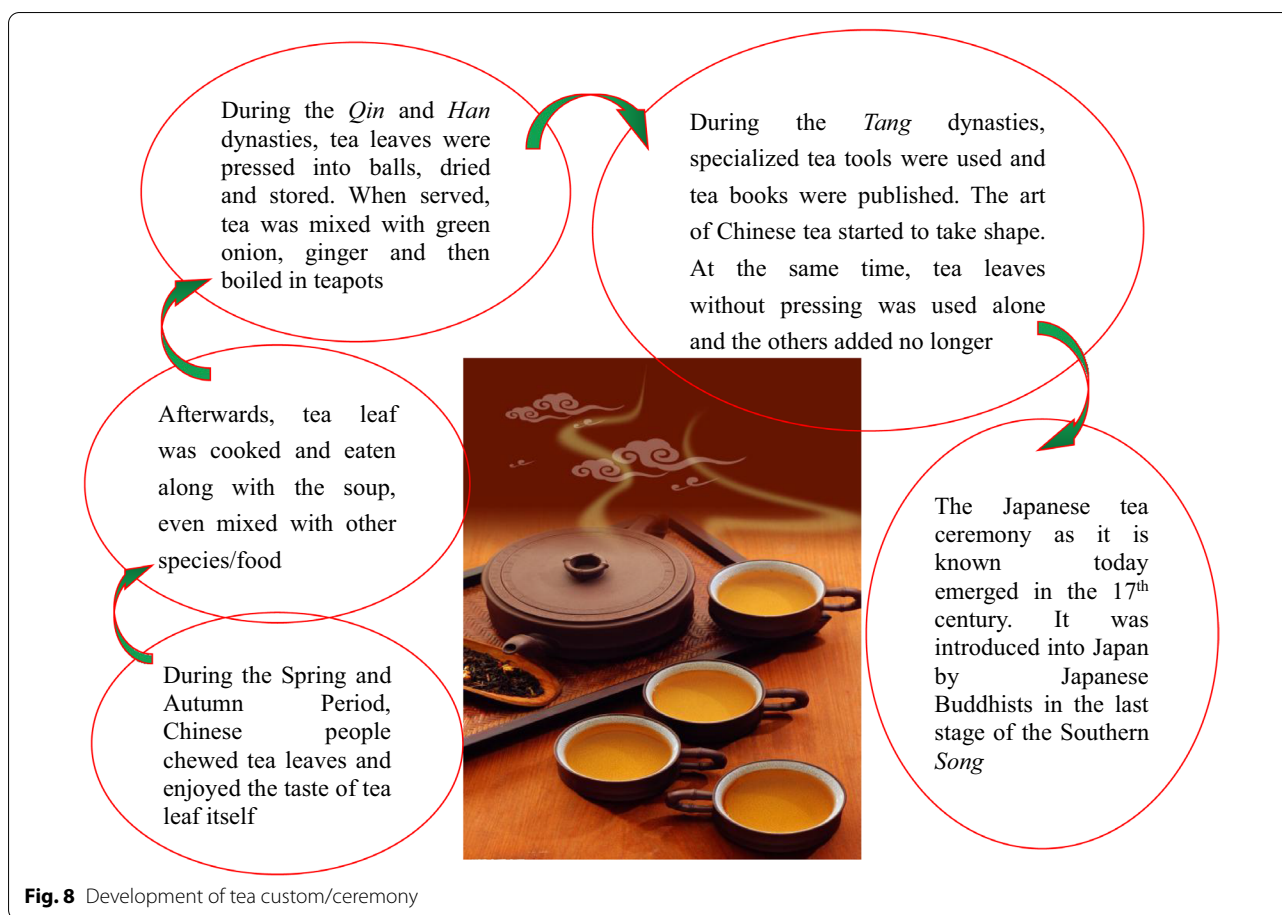 During the Qin and Han
dynasties, tea leaves were
pressed into balls, dried
and stored. When served,
tea was mixed with green
onion, ginger and then
boiled in teapots
During the Tang dynasties,
specialized tea tools were used and
tea books were published. The art
of Chinese tea started to take shape.
At the same time, tea leaves
without pressing was used alone
and the others added no longer
Afterwards, tea leaf
was cooked and eaten
along with the soup,
even mixed with other
species/food
The Japanese tea
ceremony as it is
known today
emerged in the 17th
century. It was
introduced into Japan
by Japanese
Buddhists in the last
stage of the Southern
Song
During the Spring and
Autumn Period,
Chinese people
chewed tea leaves and
enjoyed the taste of tea
leaf itself
Fig. 8 Development of tea custom/ceremony